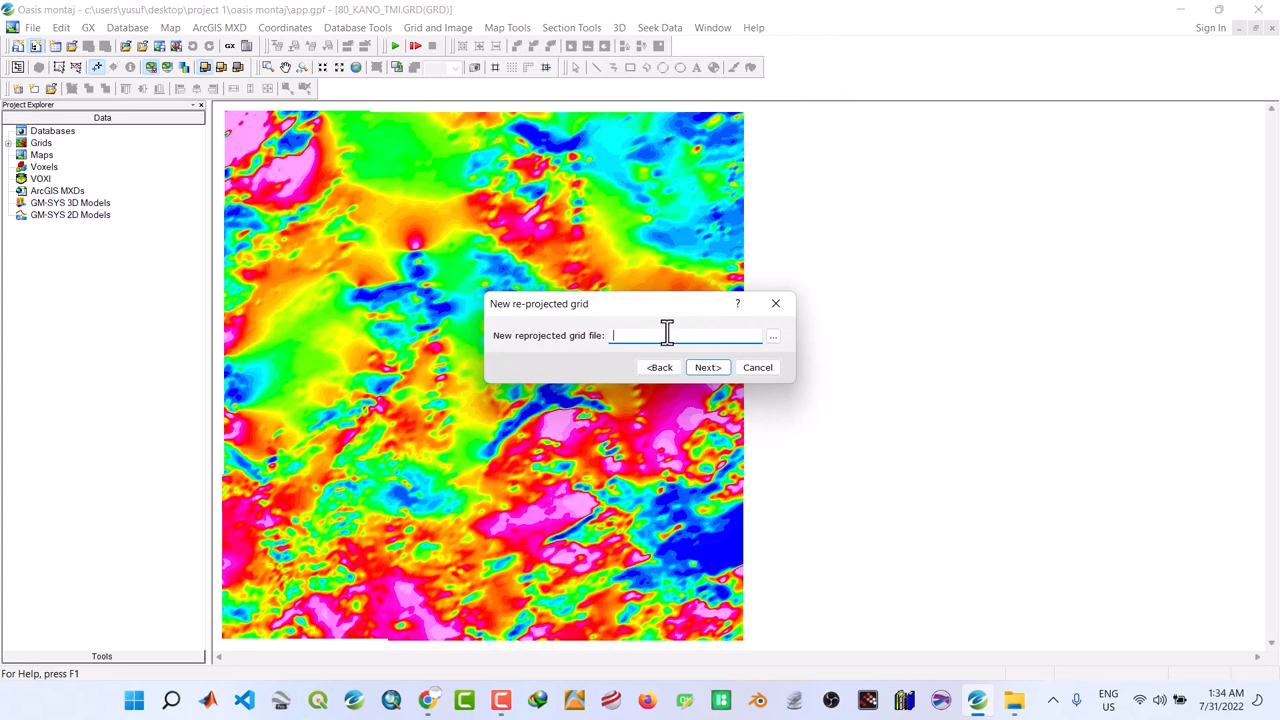 Oasis montaj - c:\users\yusuf\desktop\project 1\oasis montaj\app.gpf - [80_KANO_TMI.GRD(GRD)]
File Edit GX Database Map ArcGIS MXD Coordinates Database Tools Grid and Image Map Tools Section Tools 3D Seek Data Window Help Sign In
GX
Project Explorer
Data
Databases
Grids
Maps
Voxels
VOXI
ArcGIS MXDs
GM-SYS 3D Models
GM-SYS 2D Models
New re-projected grid ?
New reprojected grid file: ...
<Back Next> Cancel
Tools
For Help, press F1
ENG
US
1:34 AM
7/31/2022